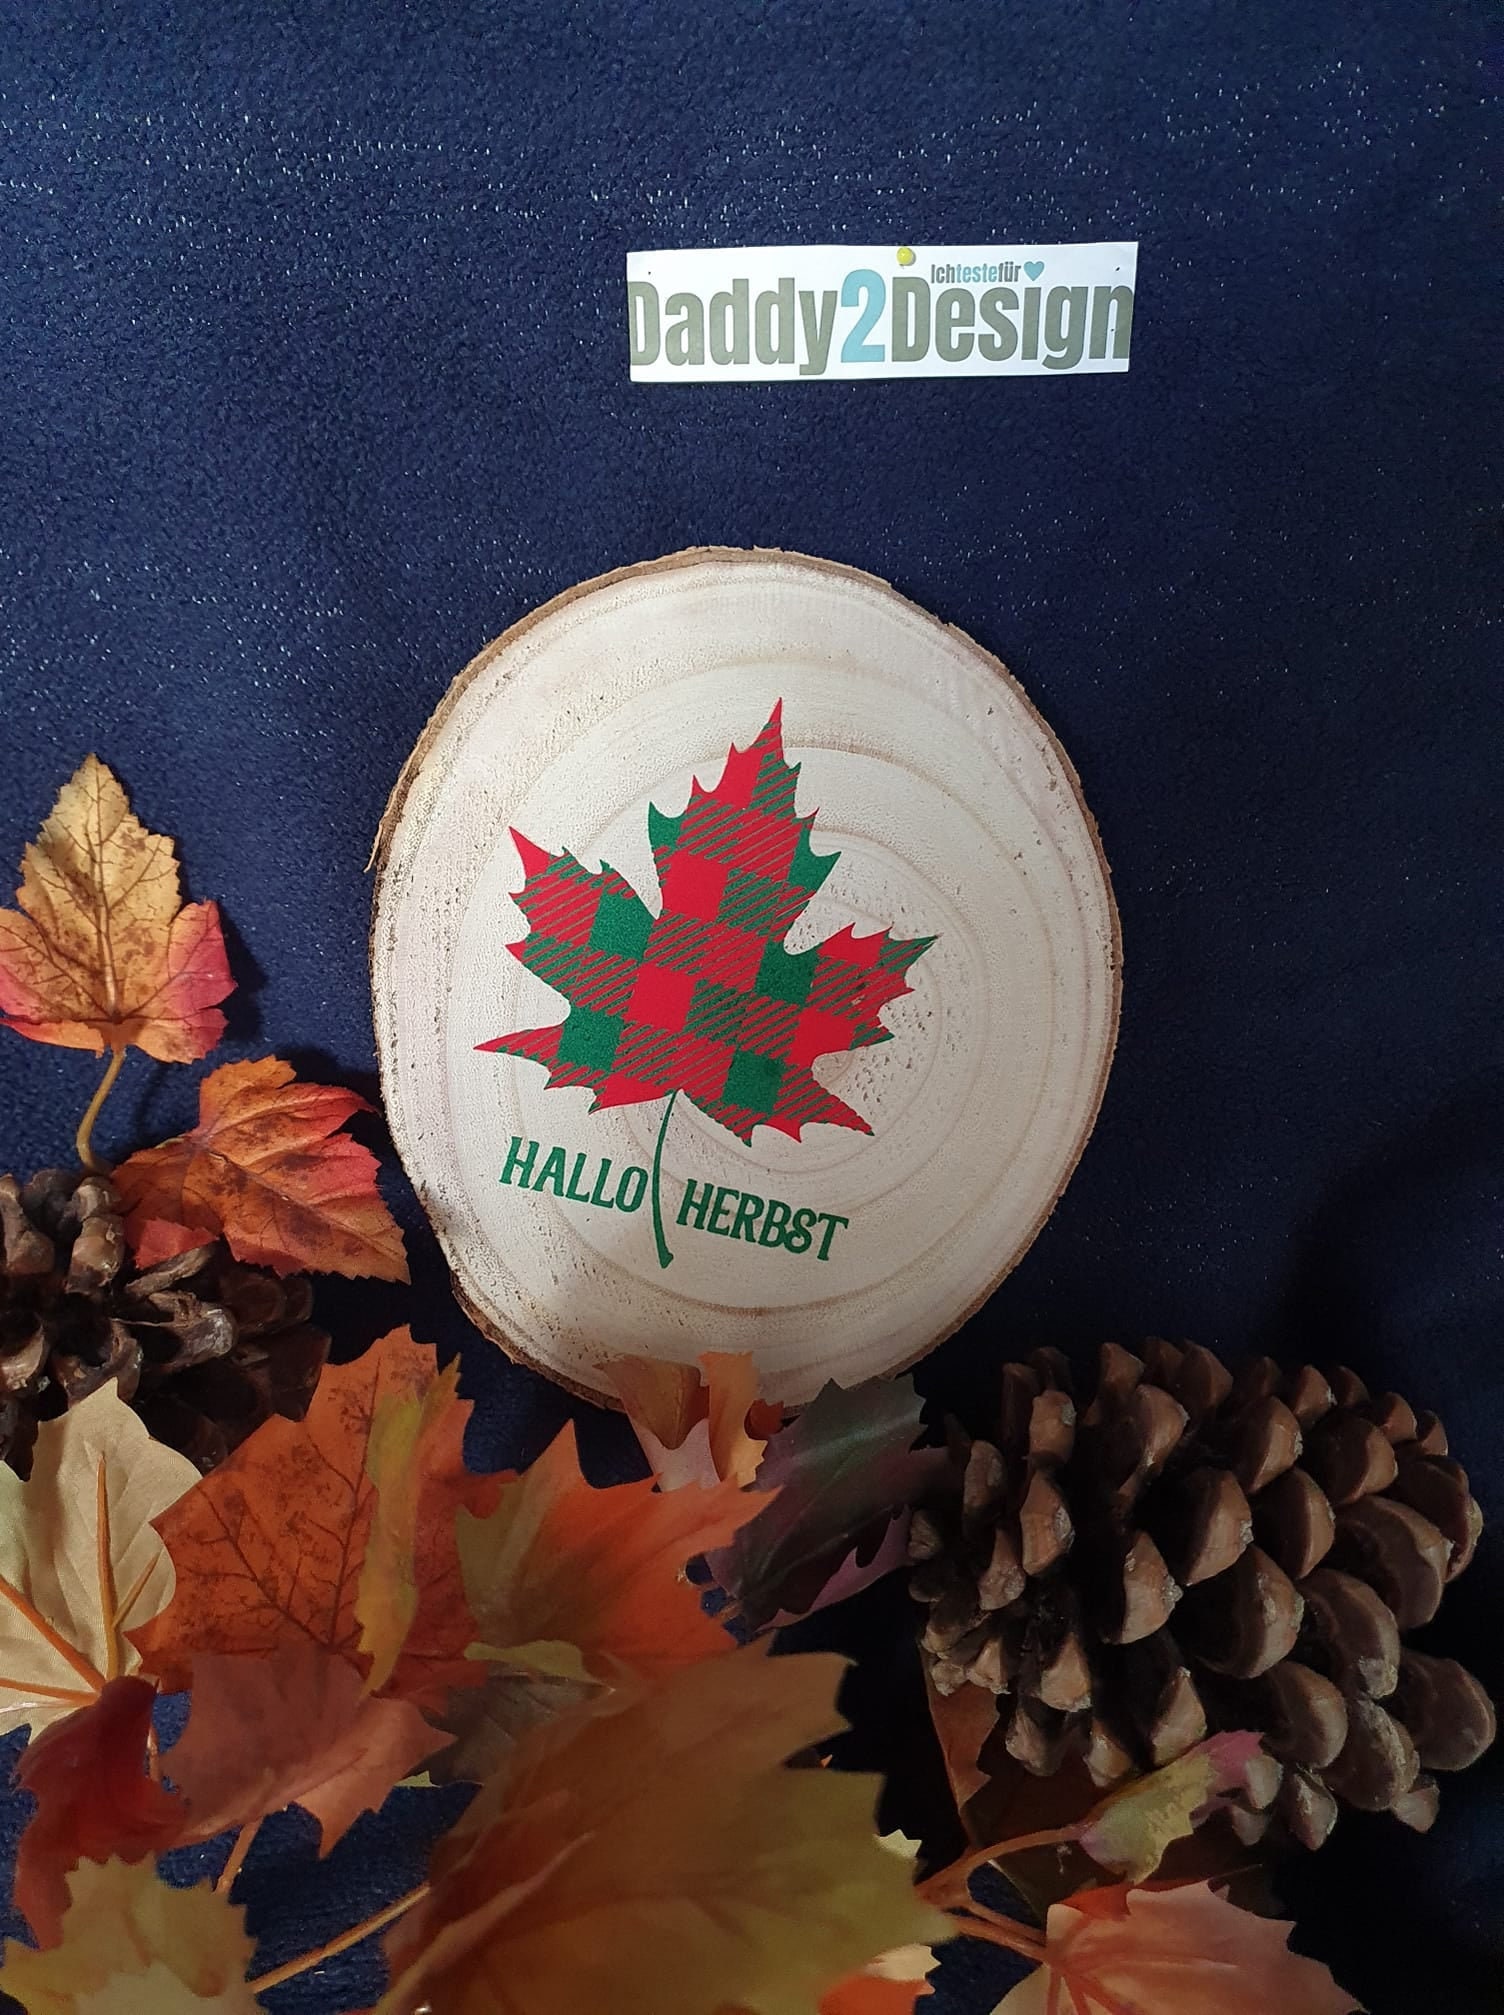 Ichtestefür
Daddy2Design
HALLO HERBST